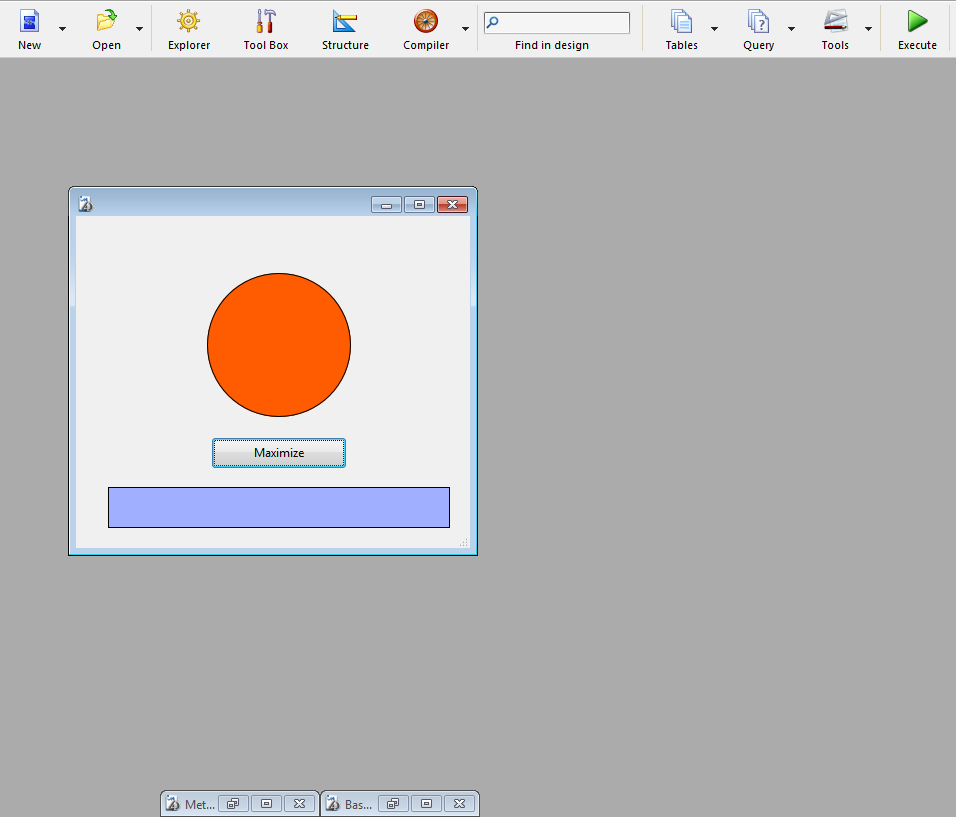 New
Open
Explorer
Tool Box
Structure
Compiler
Find in design
Tables
Query
Tools
Execute
Maximize
Met...
Bas...